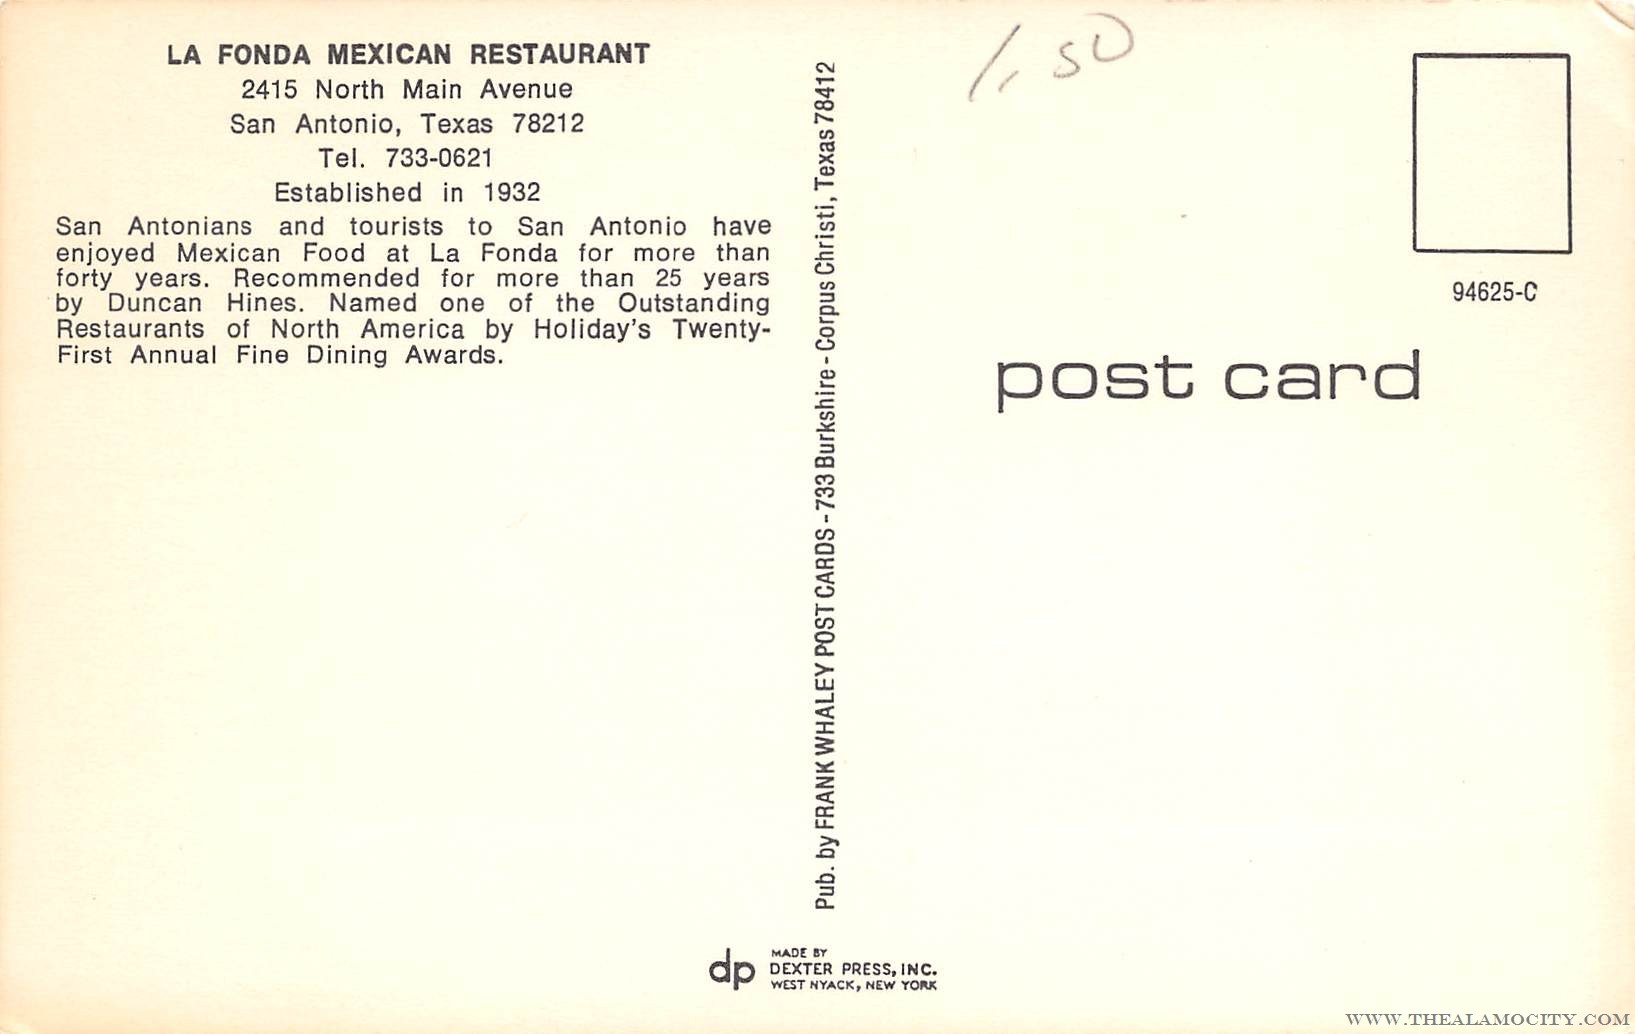 LA FONDA MEXICAN RESTAURANT
2415 North Main Avenue
San Antonio, Texas 78212
Tel. 733-0621
Established in 1932
San Antonians and tourists to San Antonio have
enjoyed Mexican Food at La Fonda for more than
forty years. Recommended for more than 25 years
by Duncan Hines. Named one of the Outstanding
Restaurants of North America by Holiday's Twenty-
First Annual Fine Dining Awards.
Pub. by FRANK WHALEY POST CARDS - 733 Burkshire - Corpus Christi, Texas 78412
1.50
94625-C
post card
dp
MADE BY
DEXTER PRESS, INC.
WEST NYACK, NEW YORK
WWW.THEALAMOCITY.COM